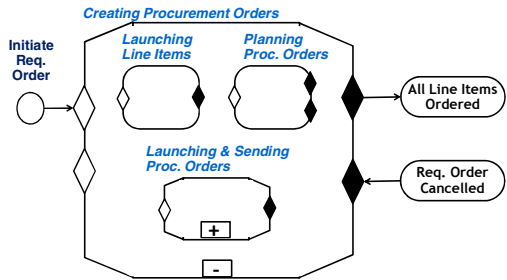 Creating Procurement Orders
Initiate
Req.
Order
Launching
Line Items
Planning
Proc. Orders
All Line Items
Ordered
Launching & Sending
Proc. Orders
Req. Order
Cancelled
+
-